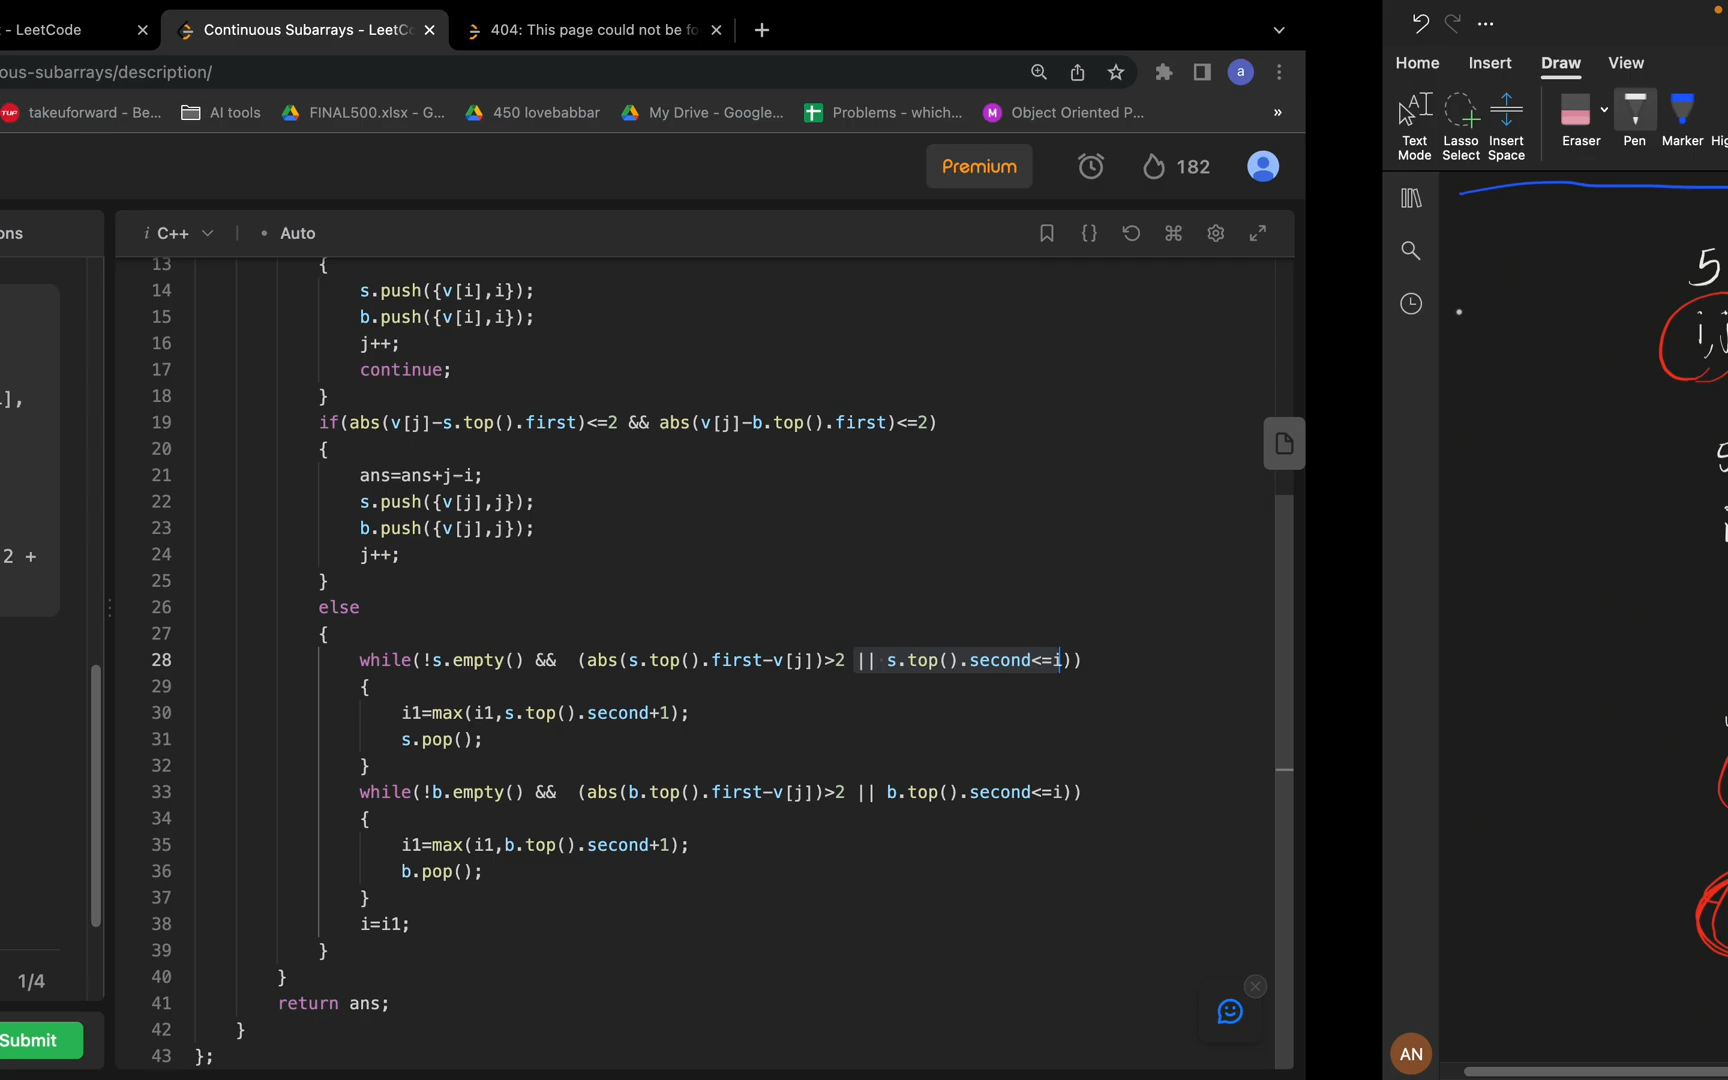 - LeetCode
Continuous Subarrays - LeetCo
404: This page could not be fo
ous-subarrays/description/
a
takeuforward - Be...
AI tools
FINAL500.xlsx - G...
450 lovebabbar
My Drive - Google...
Problems - which...
M
Object Oriented P...
»
Premium
182
ons
i C++
• Auto
13 {
14 s.push({v[i],i});
15 b.push({v[i],i});
16 j++;
17 continue;
18 }
19 if(abs(v[j]-s.top().first)<=2 && abs(v[j]-b.top().first)<=2)
20 {
21 ans=ans+j-i;
22 s.push({v[j],j});
23 b.push({v[j],j});
24 j++;
25 }
26 else
27 {
28 while(!s.empty() && (abs(s.top().first-v[j])>2 || s.top().second<=i))
29 {
30 i1=max(i1,s.top().second+1);
31 s.pop();
32 }
33 while(!b.empty() && (abs(b.top().first-v[j])>2 || b.top().second<=i))
34 {
35 i1=max(i1,b.top().second+1);
36 b.pop();
37 }
38 i=i1;
39 }
40 }
41 return ans;
42 }
43 };
],
2 +
1/4
Submit
Home Insert Draw View
Text Mode
Lasso Select
Insert Space
Eraser
Pen
Marker
Hig
5
AN